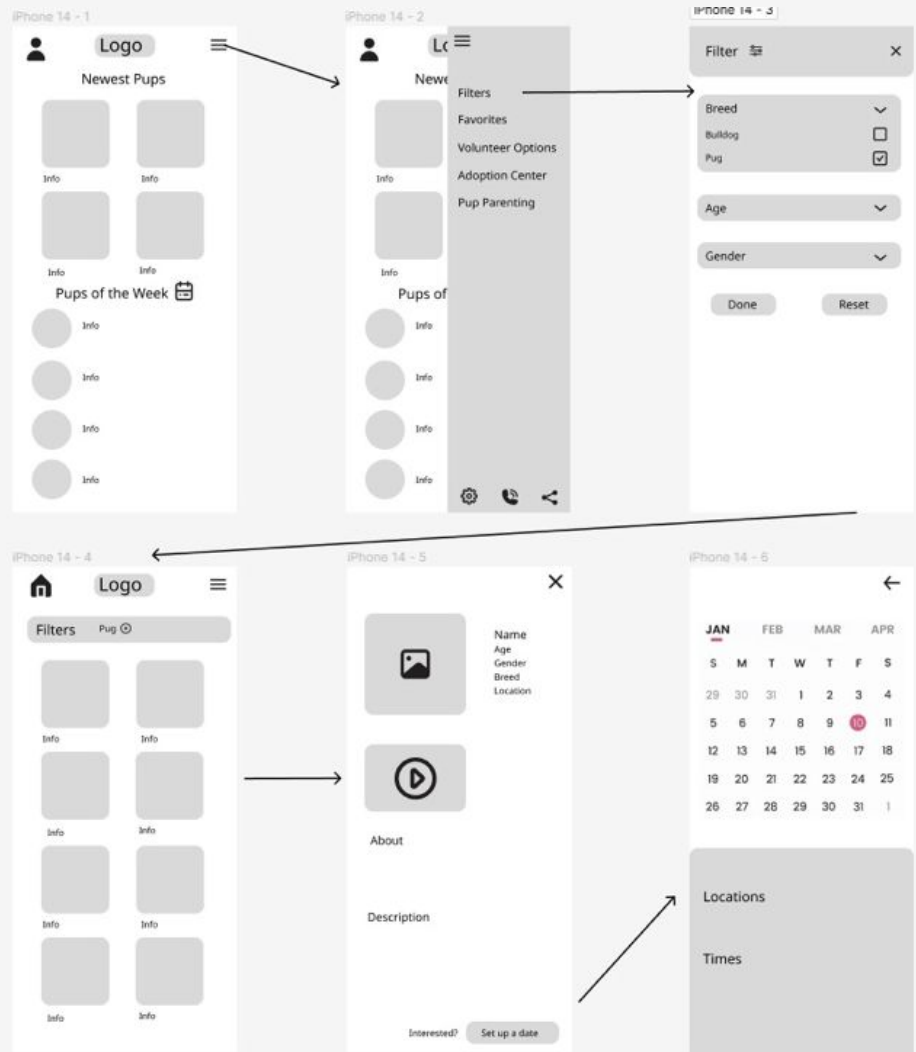 iPhone 14 - 1
Logo
Newest Pups
Info Info
Info Info
Pups of the Week
Info
Info
Info
Info
iPhone 14 - 2
Lo
Newe
Info
Info
Pups of
Info
Info
Info
Info
Filters
Favorites
Volunteer Options
Adoption Center
Pup Parenting
iPhone 14 - 3
Filter
Breed
Bulldog
Pug
Age
Gender
Done Reset
iPhone 14 - 4
Logo
Filters Pug
Info Info
Info Info
Info Info
Info Info
iPhone 14 - 5
Name
Age
Gender
Breed
Location
About
Description
Interested? Set up a date
iPhone 14 - 6
JAN FEB MAR APR
S M T W T F S
29 30 31 1 2 3 4
5 6 7 8 9 10 11
12 13 14 15 16 17 18
19 20 21 22 23 24 25
26 27 28 29 30 31 1
Locations
Times